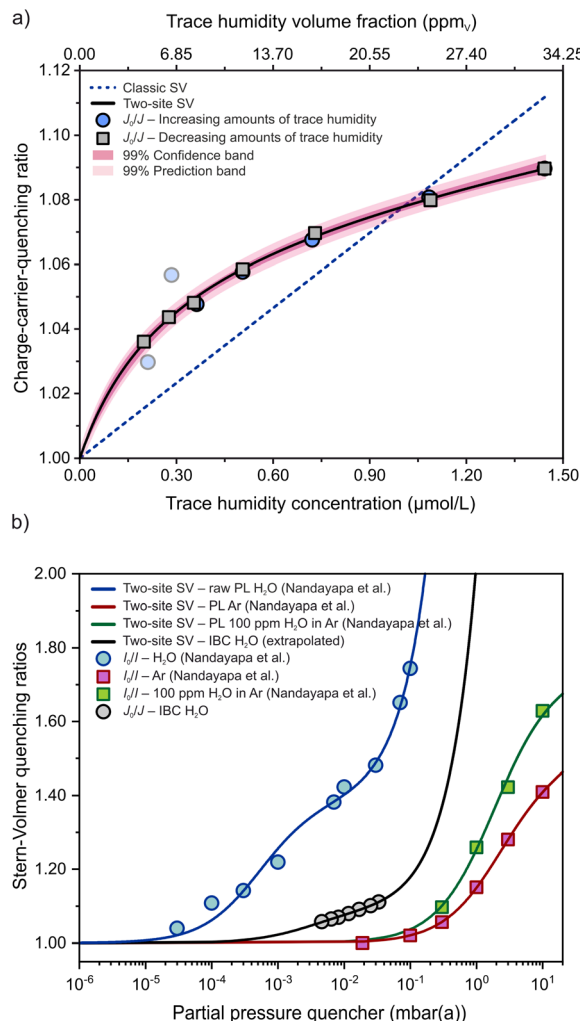 a)
Trace humidity volume fraction (ppmᵥ)
0.00 6.85 13.70 20.55 27.40 34.25
1.12
1.10
1.08
1.06
1.04
1.02
1.00
Charge-carrier-quenching ratio
Classic SV
Two-site SV
J₀/J – Increasing amounts of trace humidity
J₀/J – Decreasing amounts of trace humidity
99% Confidence band
99% Prediction band
0.00 0.30 0.60 0.90 1.20 1.50
Trace humidity concentration (µmol/L)
b)
2.00
1.80
1.60
1.40
1.20
1.00
Stern-Volmer quenching ratios
Two-site SV – raw PL H₂O (Nandayapa et al.)
Two-site SV – PL Ar (Nandayapa et al.)
Two-site SV – PL 100 ppm H₂O in Ar (Nandayapa et al.)
Two-site SV – IBC H₂O (extrapolated)
I₀/I – H₂O (Nandayapa et al.)
I₀/I – Ar (Nandayapa et al.)
I₀/I – 100 ppm H₂O in Ar (Nandayapa et al.)
J₀/J – IBC H₂O
10⁻⁶ 10⁻⁵ 10⁻⁴ 10⁻³ 10⁻² 10⁻¹ 10⁰ 10¹
Partial pressure quencher (mbar(a))